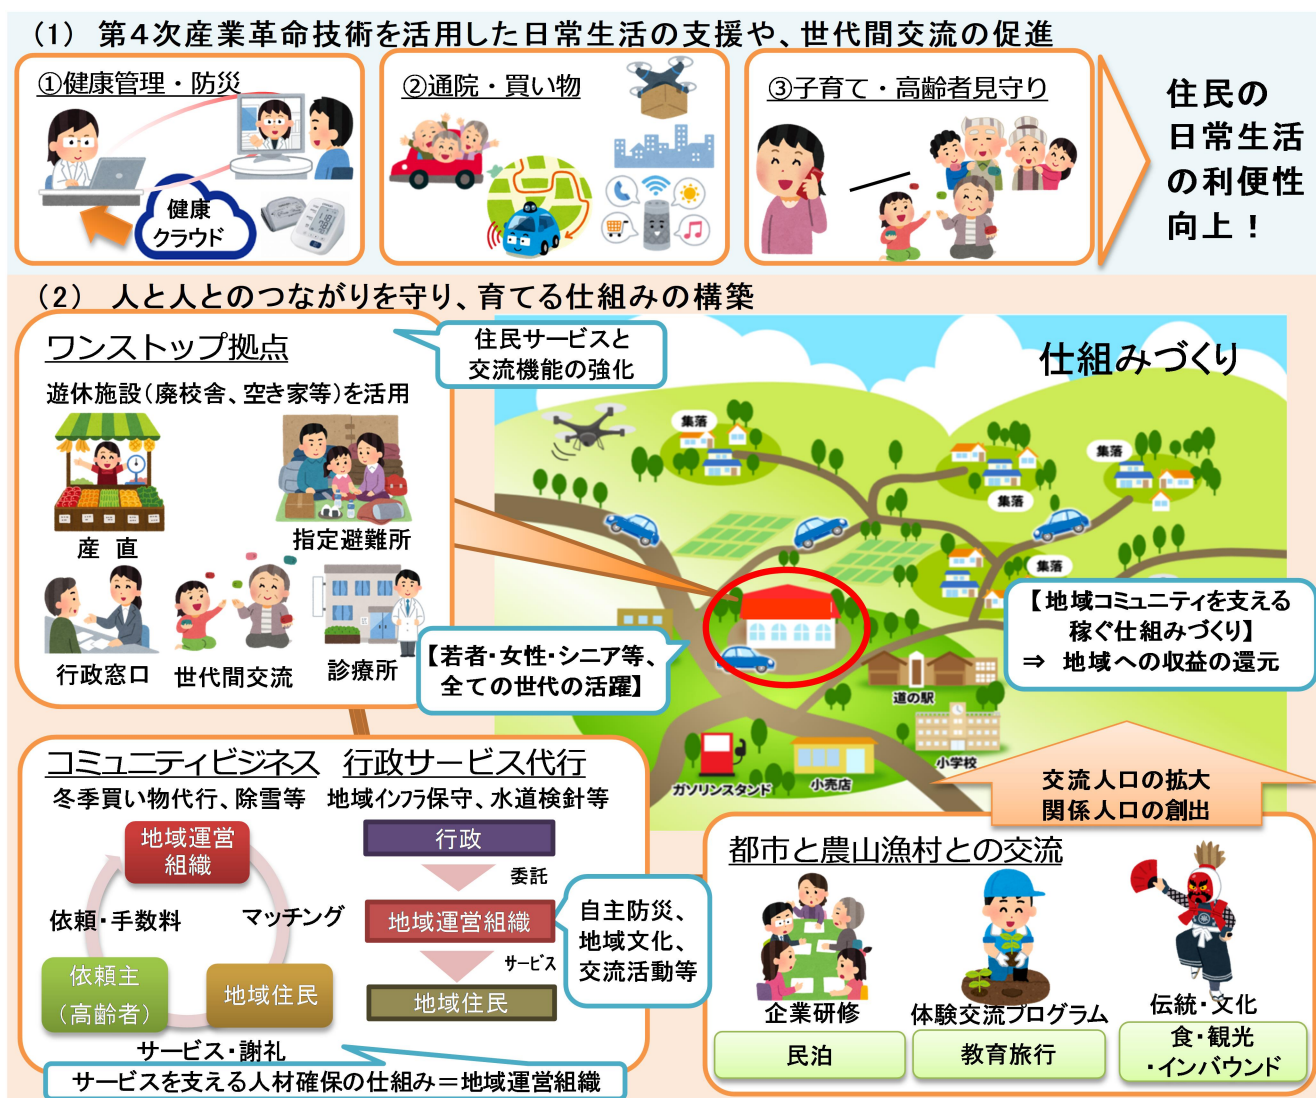 (1) 第4次産業革命技術を活用した日常生活の支援や、世代間交流の促進
①健康管理・防災
健康
クラウド
②通院・買い物
③子育て・高齢者見守り
住民の
日常生活
の利便性
向上！
(2) 人と人とのつながりを守り、育てる仕組みの構築
ワンストップ拠点
遊休施設(廃校舎、空き家等)を活用
産 直
指定避難所
行政窓口
世代間交流
診療所
住民サービスと
交流機能の強化
仕組みづくり
集落
集落
集落
集落
【若者・女性・シニア等、
全ての世代の活躍】
【地域コミュニティを支える
稼ぐ仕組みづくり】
⇒ 地域への収益の還元
道の駅
小学校
小売店
ガソリンスタンド
コミュニティビジネス
冬季買い物代行、除雪等
地域運営
組織
依頼・手数料
マッチング
依頼主
(高齢者)
地域住民
サービス・謝礼
行政サービス代行
地域インフラ保守、水道検針等
行政
委託
地域運営組織
サービス
地域住民
自主防災、
地域文化、
交流活動等
サービスを支える人材確保の仕組み＝地域運営組織
交流人口の拡大
関係人口の創出
都市と農山漁村との交流
企業研修
体験交流プログラム
伝統・文化
民泊
教育旅行
食・観光
・インバウンド